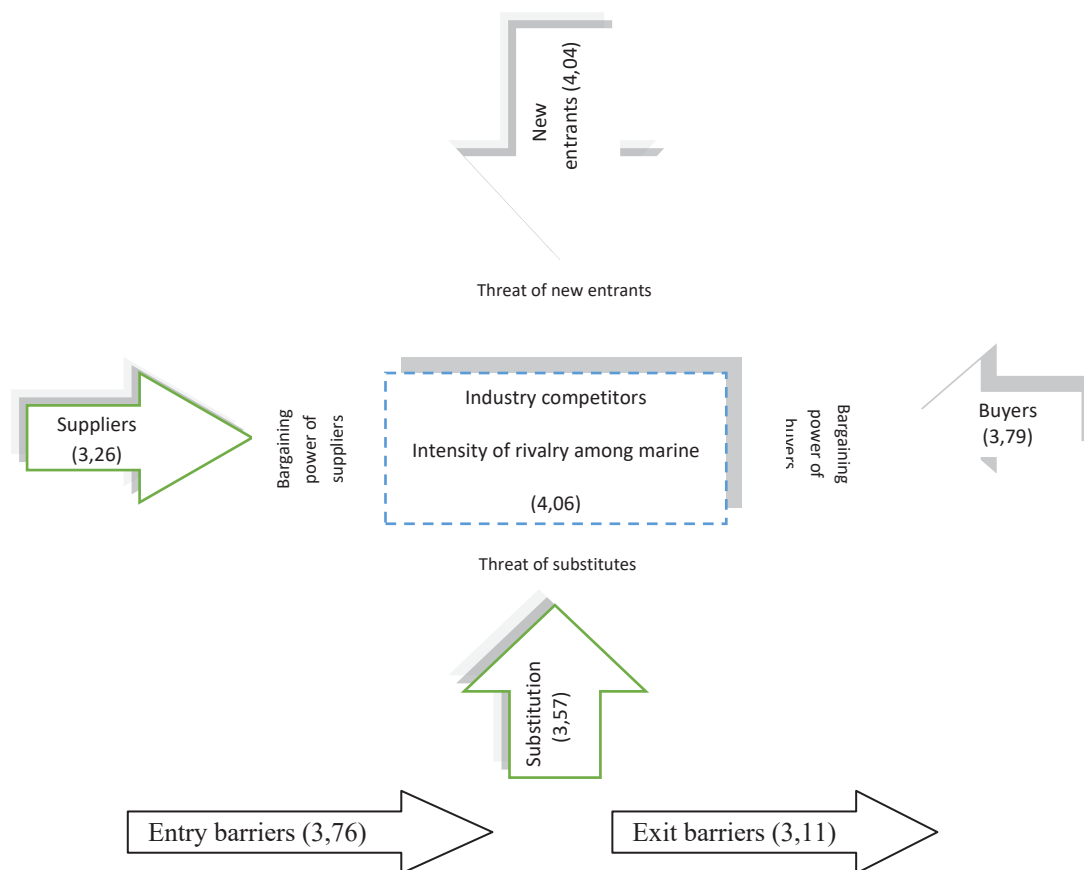 New
entrants (4,04)
Threat of new entrants
Suppliers
(3,26)
Bargaining
power of
suppliers
Industry competitors
Intensity of rivalry among marine
(4,06)
Bargaining
power of
buyers
Buyers
(3,79)
Threat of substitutes
Substitution
(3,57)
Entry barriers (3,76)
Exit barriers (3,11)